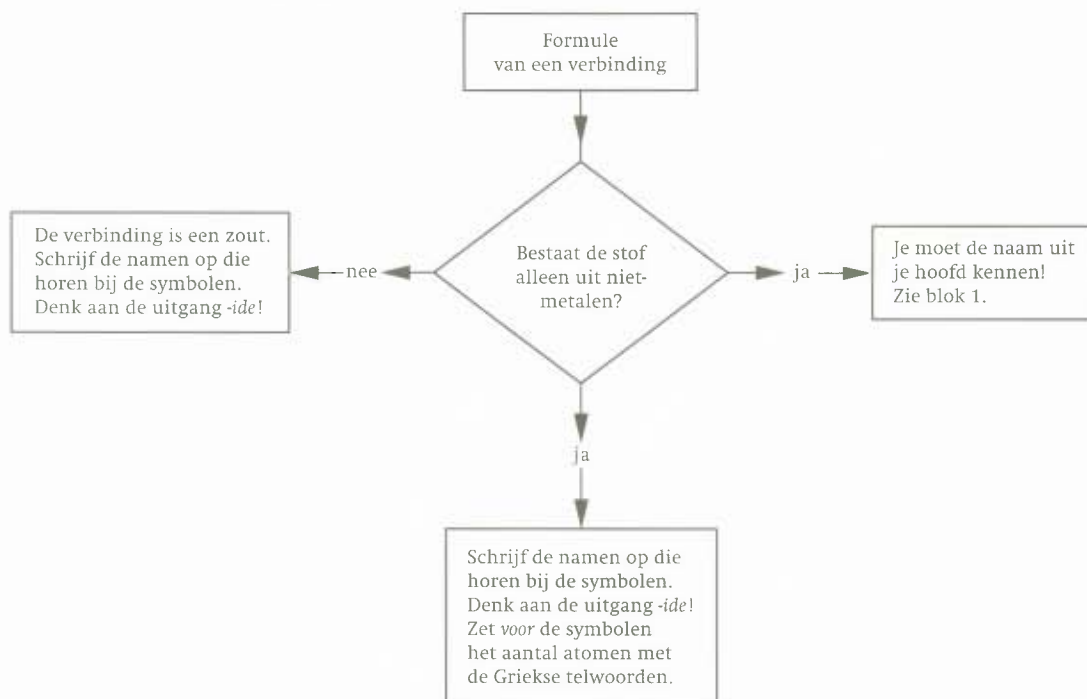 Formule
van een verbinding
De verbinding is een zout.
Schrijf de namen op die
horen bij de symbolen.
Denk aan de uitgang -ide!
nee
Bestaat de stof
alleen uit niet-
metalen?
ja
Je moet de naam uit
je hoofd kennen!
Zie blok 1.
ja
Schrijf de namen op die
horen bij de symbolen.
Denk aan de uitgang -ide!
Zet voor de symbolen
het aantal atomen met
de Griekse telwoorden.